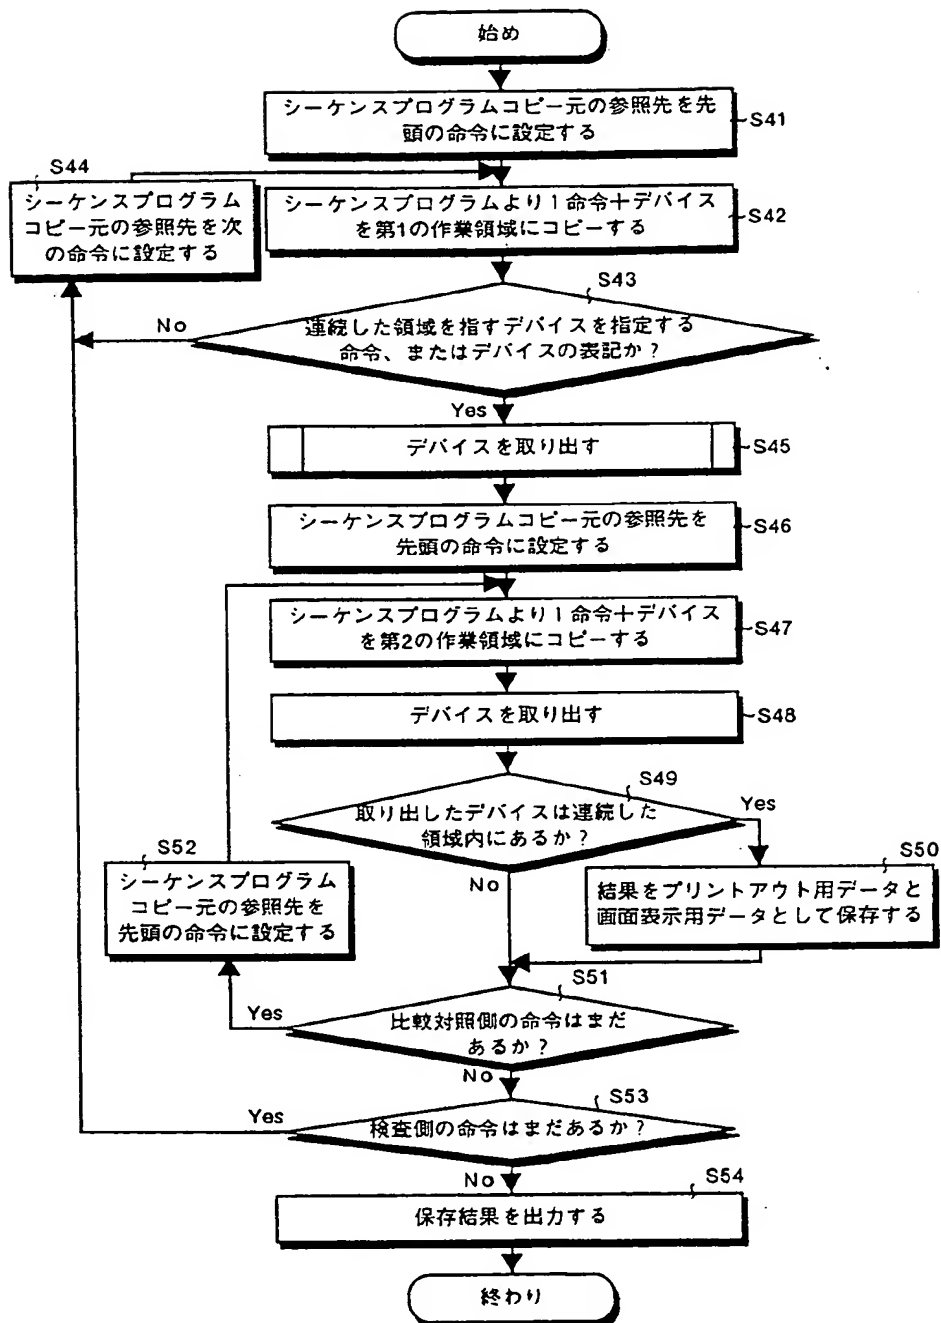 始め
シーケンスプログラムコピー元の参照先を先
頭の命令に設定する
S41
S44
シーケンスプログラム
コピー元の参照先を次
の命令に設定する
シーケンスプログラムより1命令+デバイス
を第1の作業領域にコピーする
S42
S43
No
連続した領域を指すデバイスを指定する
命令、またはデバイスの表記か?
Yes
デバイスを取り出す
S45
シーケンスプログラムコピー元の参照先を
先頭の命令に設定する
S46
シーケンスプログラムより1命令+デバイス
を第2の作業領域にコピーする
S47
デバイスを取り出す
S48
S49
取り出したデバイスは連続した
領域内にあるか?
Yes
No
S50
結果をプリントアウト用データと
画面表示用データとして保存する
S52
シーケンスプログラム
コピー元の参照先を
先頭の命令に設定する
S51
Yes
比較対照側の命令はまだ
あるか?
No
S53
Yes
検査側の命令はまだあるか?
No
S54
保存結果を出力する
終わり